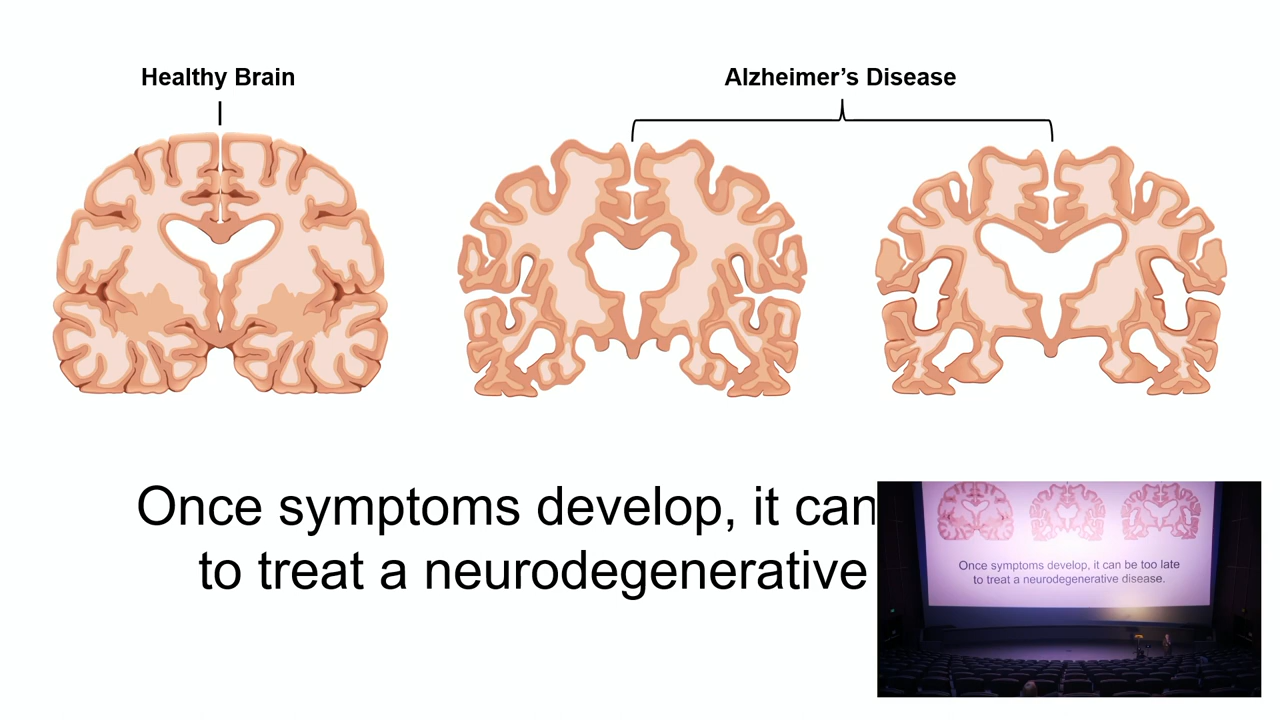 Healthy Brain
Alzheimer’s Disease
Once symptoms develop, it can
to treat a neurodegenerative
Once symptoms develop, it can be too late
to treat a neurodegenerative disease.